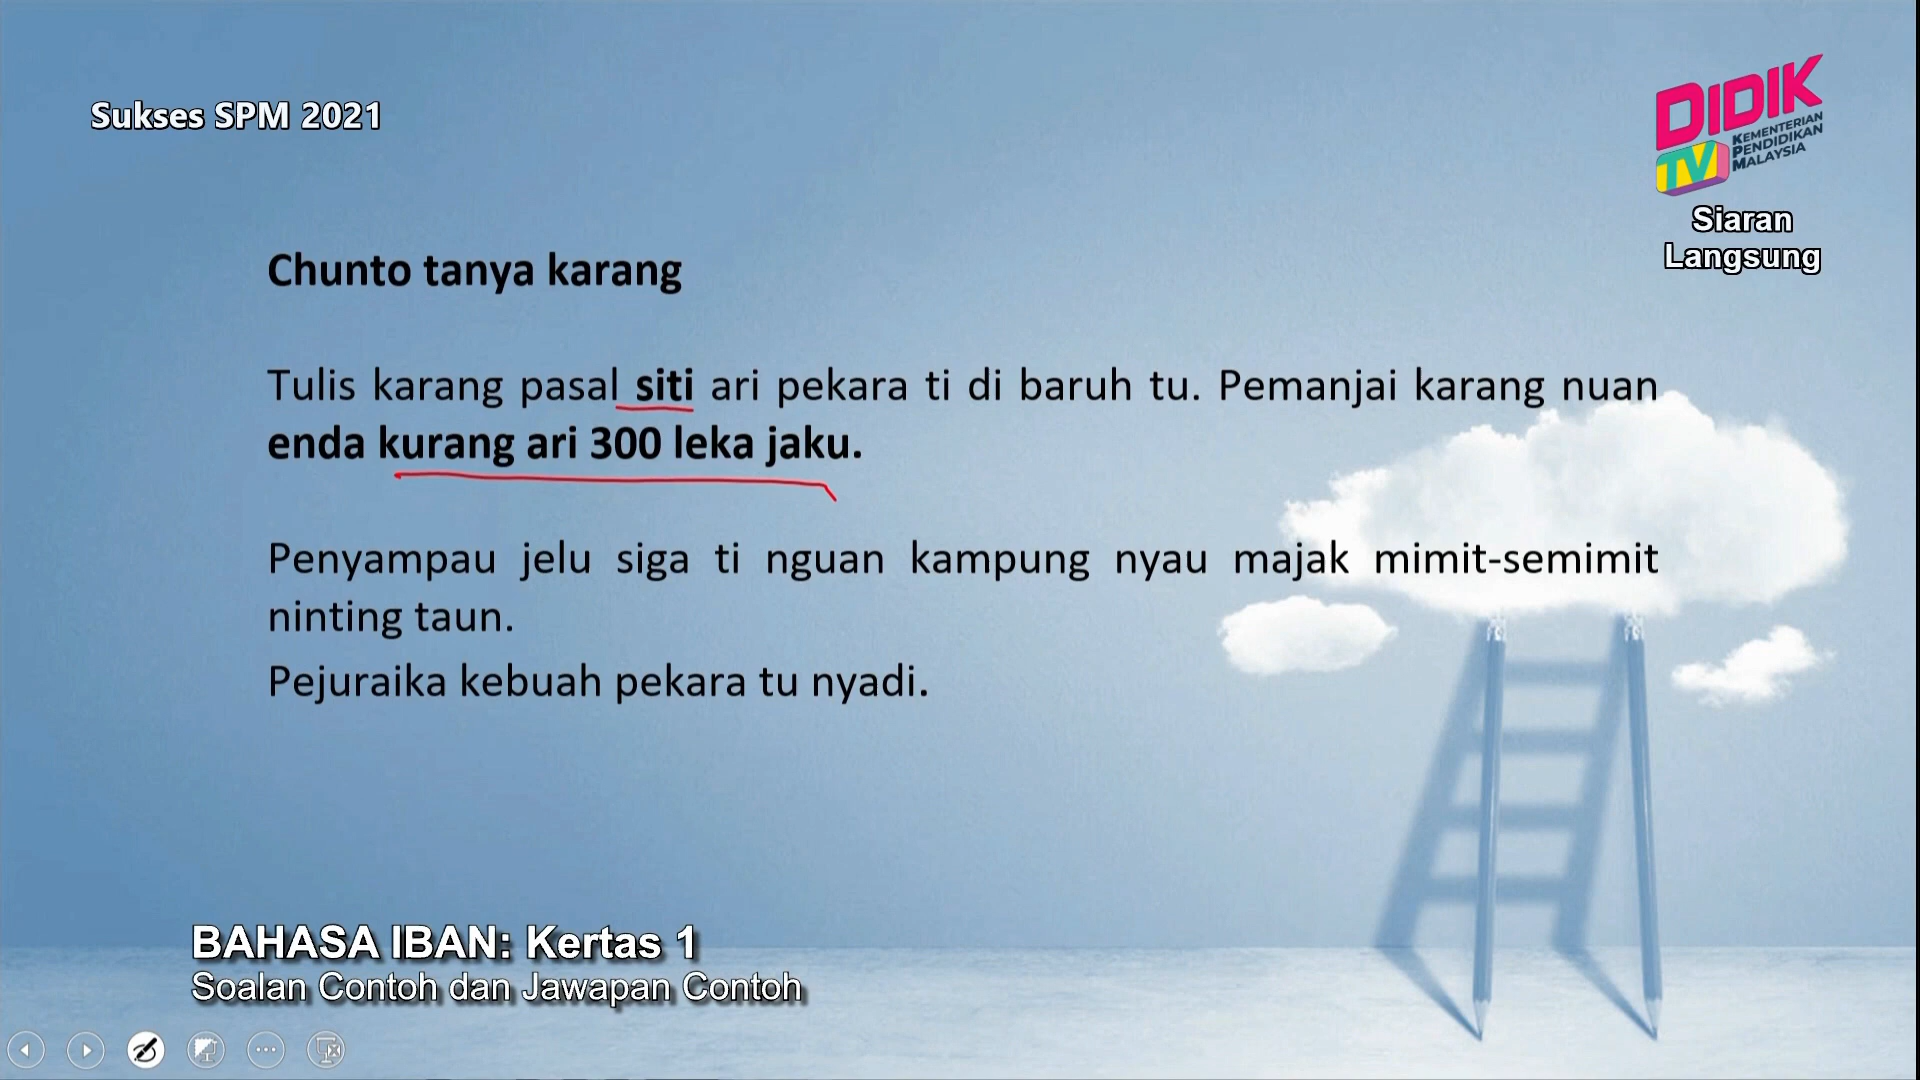 Sukses SPM 2021
DIDIK
TV
KEMENTERIAN
PENDIDIKAN
MALAYSIA
Siaran
Langsung
Chunto tanya karang
Tulis karang pasal siti ari pekara ti di baruh tu. Pemanjai karang nuan
enda kurang ari 300 leka jaku.
Penyampau jelu siga ti nguan kampung nyau majak mimit-semimit
ninting taun.
Pejuraika kebuah pekara tu nyadi.
BAHASA IBAN: Kertas 1
Soalan Contoh dan Jawapan Contoh